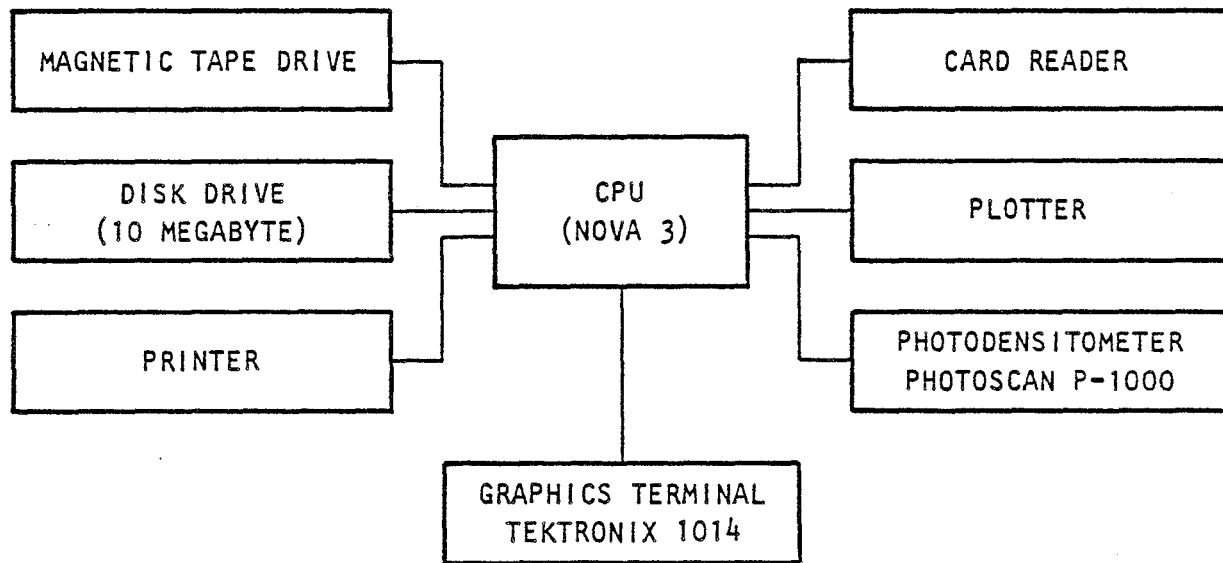 MAGNETIC TAPE DRIVE
DISK DRIVE
(10 MEGABYTE)
PRINTER
CPU
(NOVA 3)
CARD READER
PLOTTER
PHOTODENSITOMETER
PHOTOSCAN P-1000
GRAPHICS TERMINAL
TEKTRONIX 1014